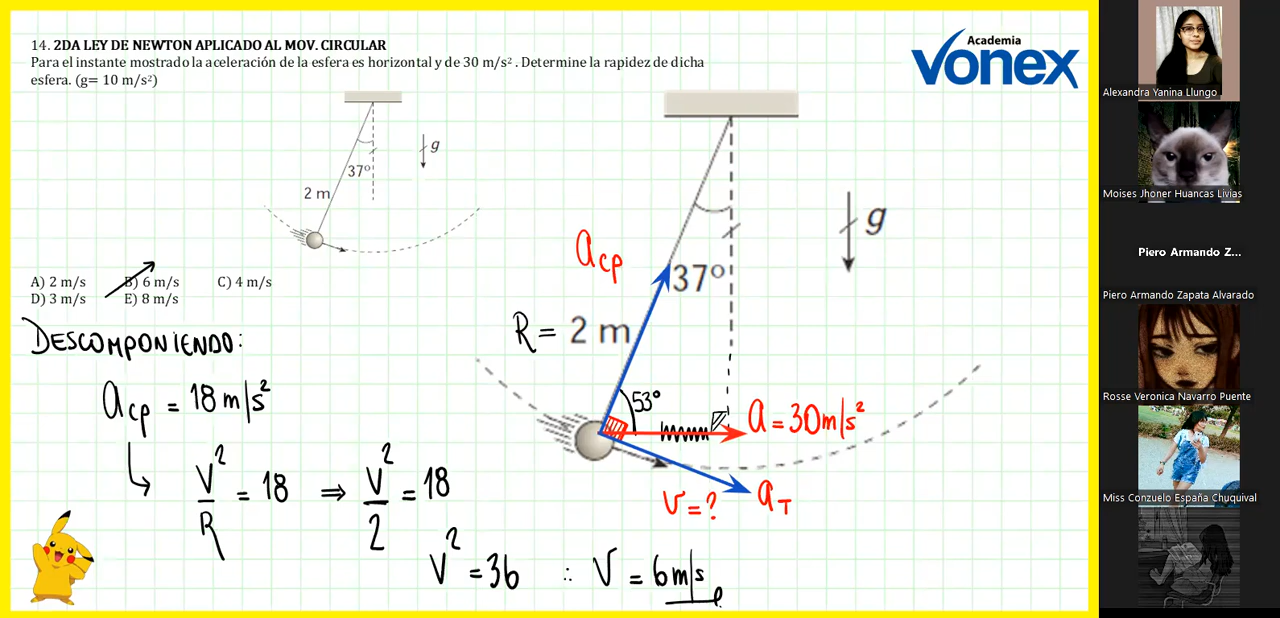 14. 2DA LEY DE NEWTON APLICADO AL MOV. CIRCULAR
Para el instante mostrado la aceleración de la esfera es horizontal y de 30 m/s² . Determine la rapidez de dicha
esfera. (g= 10 m/s²)
Academia
Vonex
g
37º
2 m
A) 2 m/s B) 6 m/s C) 4 m/s
D) 3 m/s E) 8 m/s
g
acp
37º
R = 2 m
53°
a = 30m/s²
v = ?
aT
DESCOMPONIENDO:
acp = 18 m/s²
V²/R = 18 ⇒ V²/2 = 18
V² = 36 ∴ V = 6 m/s
Alexandra Yanina Llungo
Moises Jhoner Huancas Livias
Piero Armando Z...
Piero Armando Zapata Alvarado
Rosse Veronica Navarro Puente
Miss Conzuelo España Chuquival